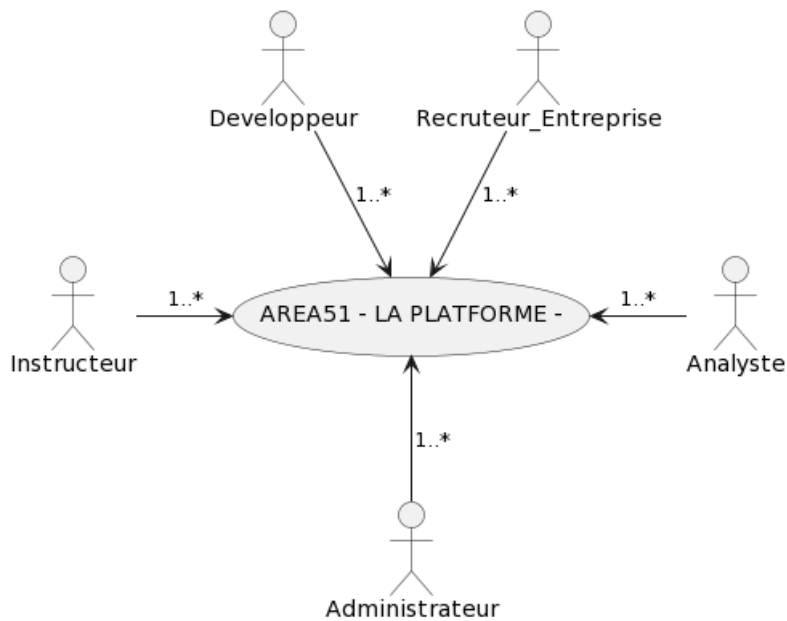 Developpeur
Recruteur_Entreprise
1..*
1..*
1..*
1..*
AREA51 - LA PLATFORME -
Instructeur
Analyste
1..*
Administrateur